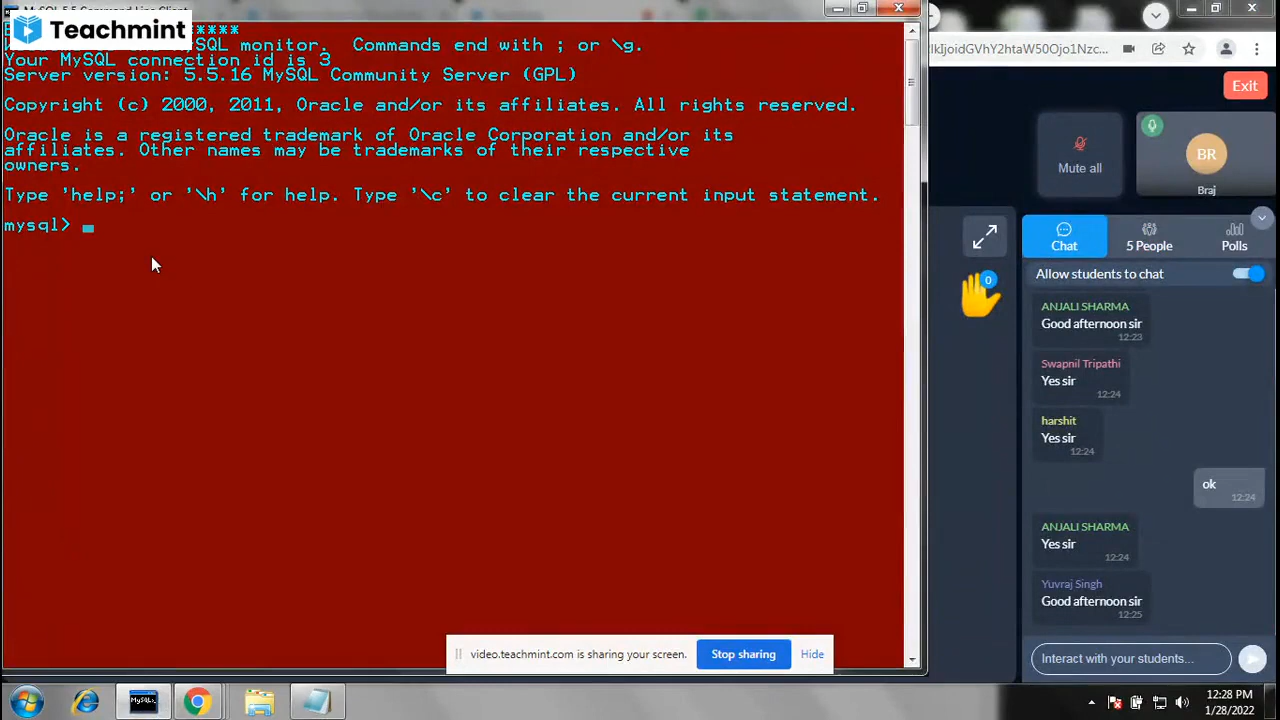 MySQL 5.5 Command Line Client
Teachmint
****
MySQL monitor. Commands end with ; or \g.
Your MySQL connection id is 3
Server version: 5.5.16 MySQL Community Server (GPL)
Copyright (c) 2000, 2011, Oracle and/or its affiliates. All rights reserved.
Oracle is a registered trademark of Oracle Corporation and/or its
affiliates. Other names may be trademarks of their respective
owners.
Type 'help;' or '\h' for help. Type '\c' to clear the current input statement.
mysql>
video.teachmint.com is sharing your screen.
Stop sharing
Hide
Exit
Mute all
BR
Braj
Chat
5 People
Polls
Allow students to chat
0
ANJALI SHARMA
Good afternoon sir
12:23
Swapnil Tripathi
Yes sir
12:24
harshit
Yes sir
12:24
ok
12:24
ANJALI SHARMA
Yes sir
12:24
Yuvraj Singh
Good afternoon sir
12:25
Interact with your students...
MySQL
12:28 PM
1/28/2022